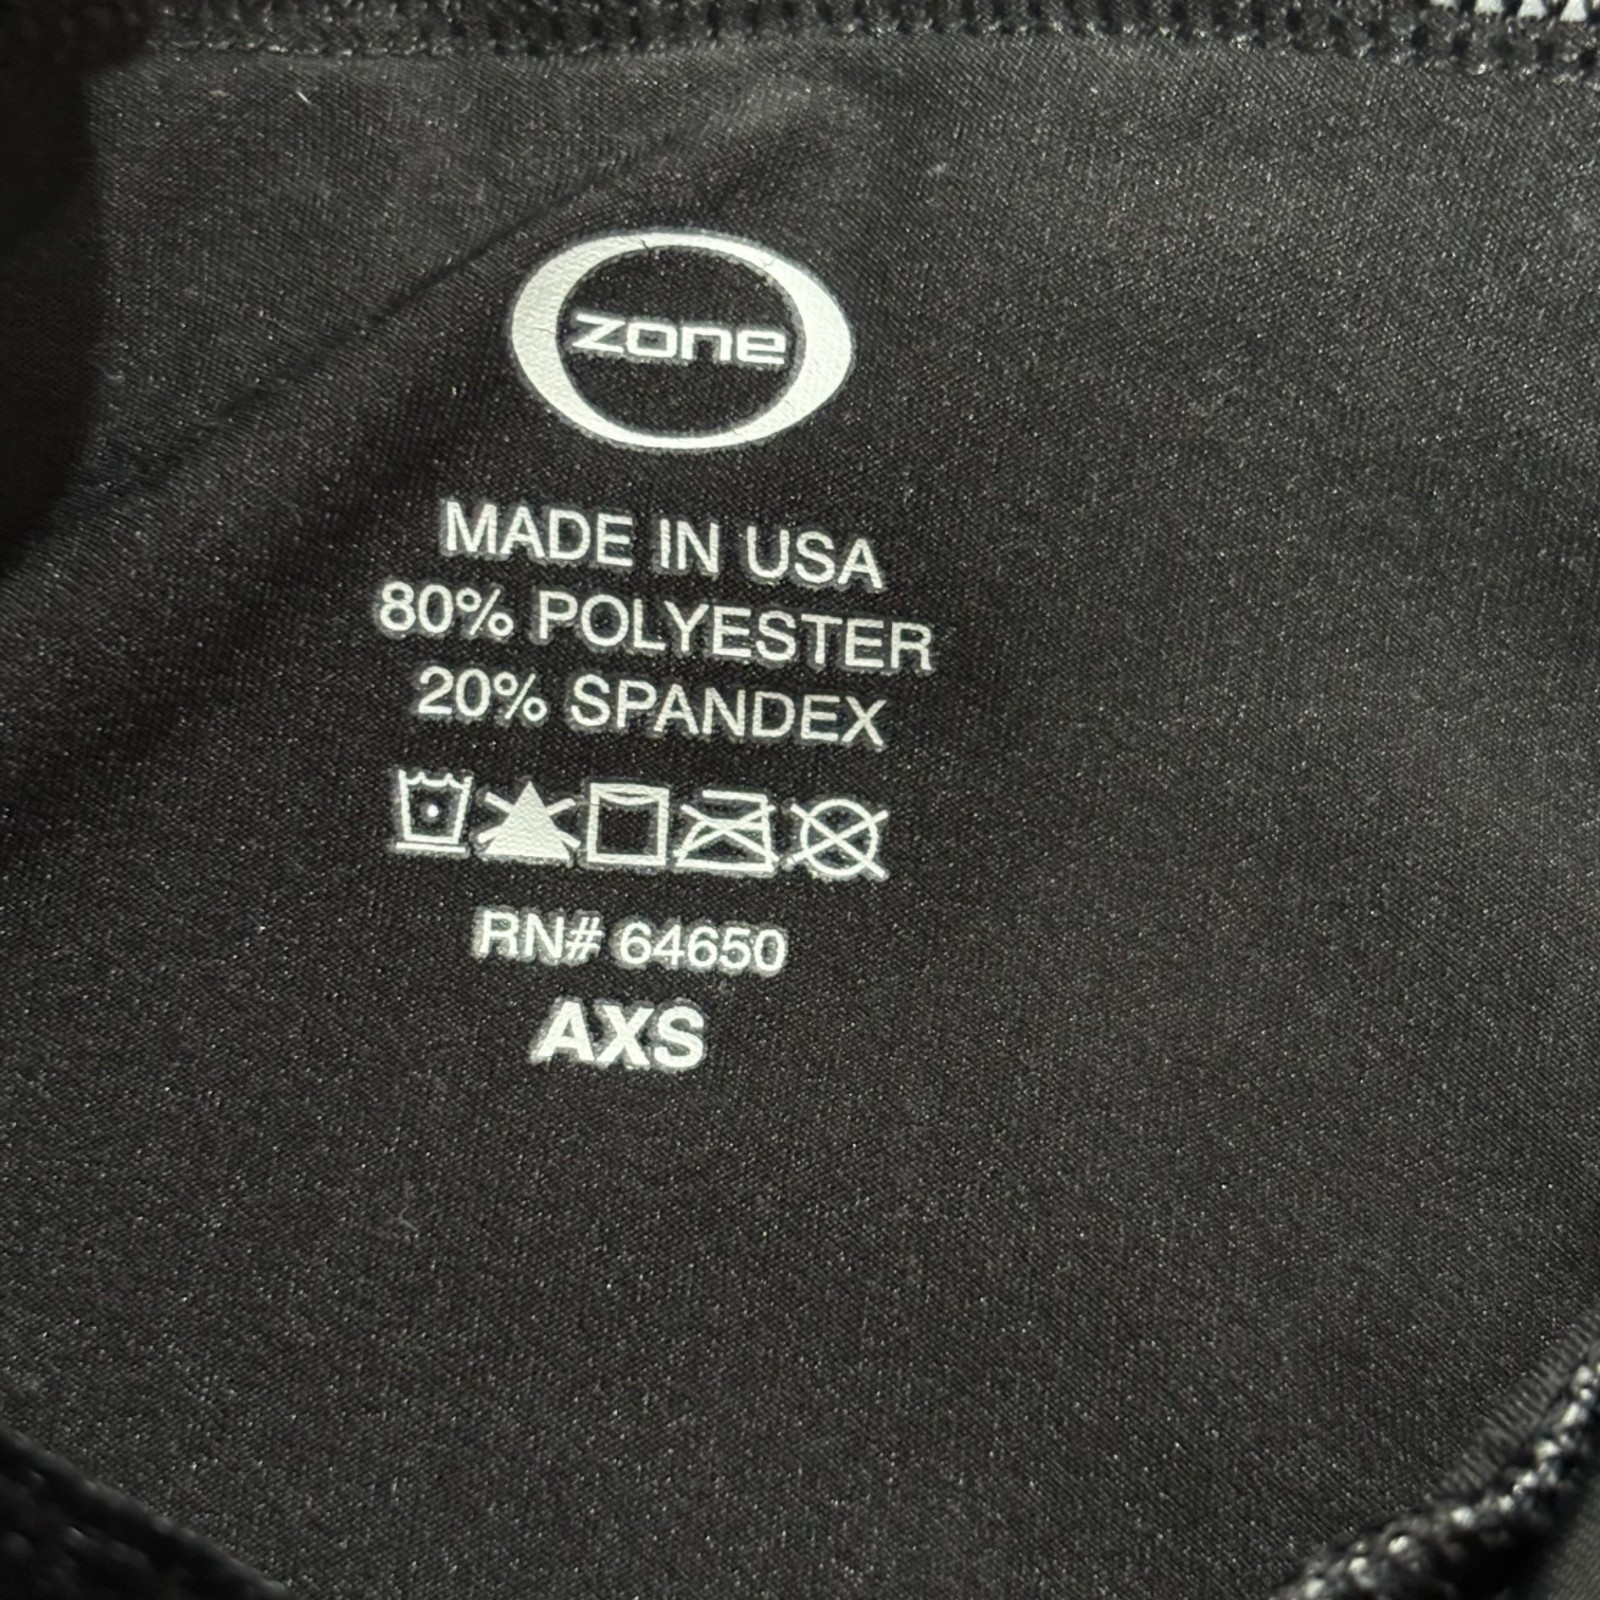 zone
MADE IN USA
80% POLYESTER
20% SPANDEX
RN# 64650
AXS